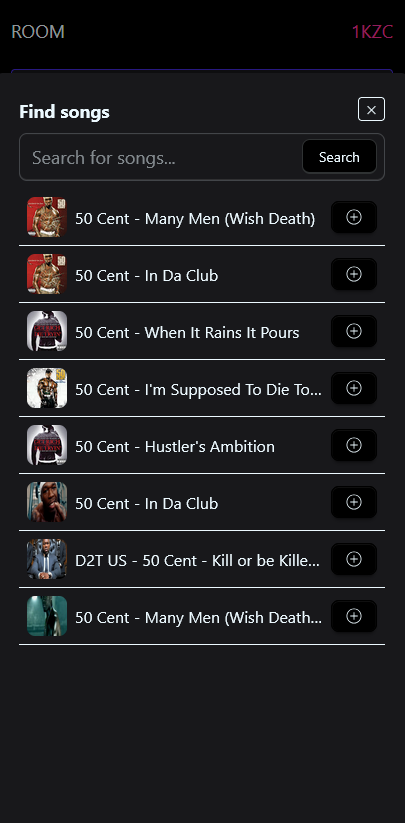 ROOM 1KZC
Find songs
Search for songs... Search
50 Cent - Many Men (Wish Death)
50 Cent - In Da Club
50 Cent - When It Rains It Pours
50 Cent - I'm Supposed To Die To...
50 Cent - Hustler's Ambition
50 Cent - In Da Club
D2T US - 50 Cent - Kill or be Kille...
50 Cent - Many Men (Wish Death...